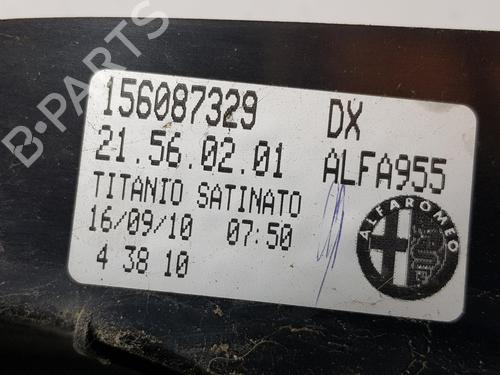 156087329 DX
21.56.02.01 ALFA955
TITANIO SATINATO
16/09/10 07:50
4 38 10
ALFA ROMEO
B-PARTS